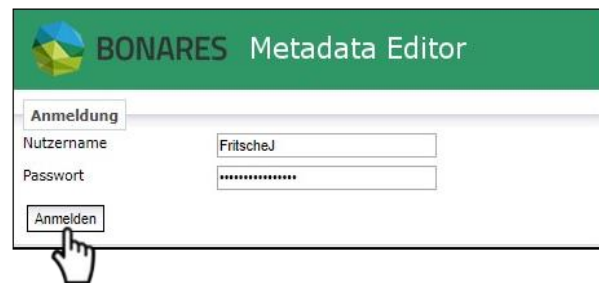 BONARES Metadata Editor
Anmeldung
Nutzername FritscheJ
Passwort ••••••••••••••••
Anmelden